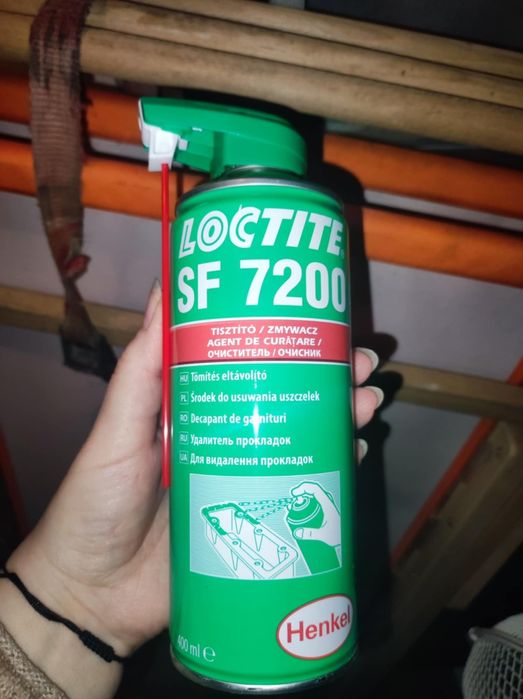 LOCTITE®
SF 7200
TISZTÍTÓ / ZMYWACZ
AGENT DE CURĂȚARE /
ОЧИСТИТЕЛЬ / ОЧИСНИК
HU Tömítés eltávolító
PL Środek do usuwania uszczelek
RO Decapant de garnituri
RU Удалитель прокладок
UA Для видалення прокладок
400 ml e
Henkel